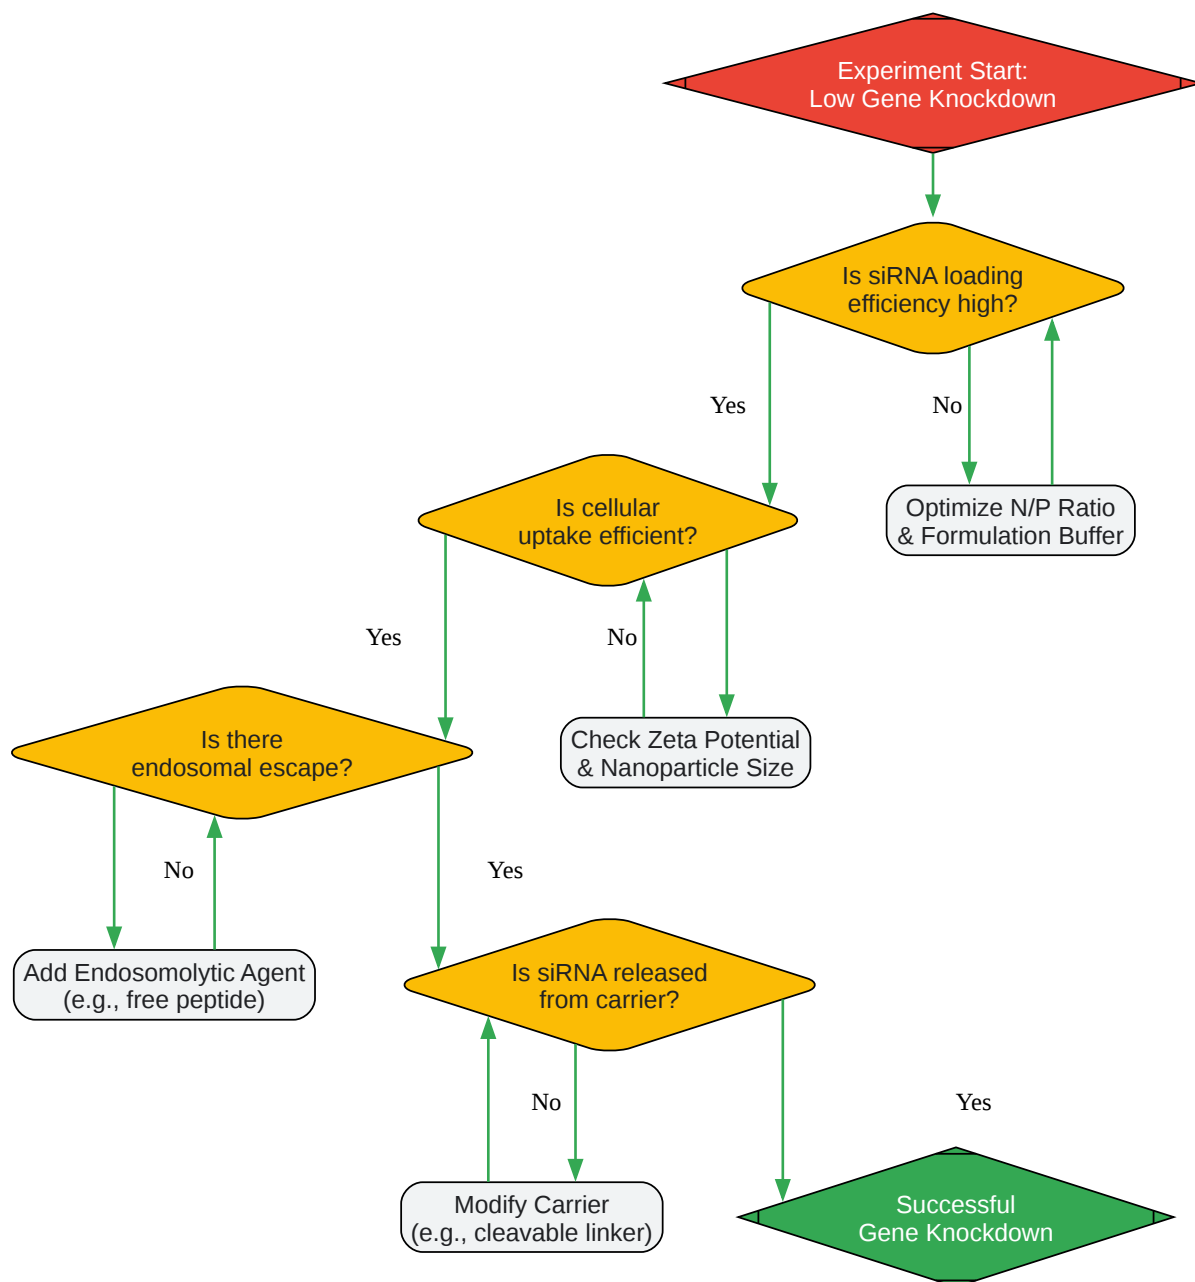 Experiment Start:
Low Gene Knockdown
Is siRNA loading
efficiency high?
Yes
No
Is cellular
uptake efficient?
Optimize N/P Ratio
& Formulation Buffer
Yes
No
Is there
endosomal escape?
Check Zeta Potential
& Nanoparticle Size
No
Yes
Add Endosomolytic Agent
(e.g., free peptide)
Is siRNA released
from carrier?
No
Yes
Modify Carrier
(e.g., cleavable linker)
Successful
Gene Knockdown